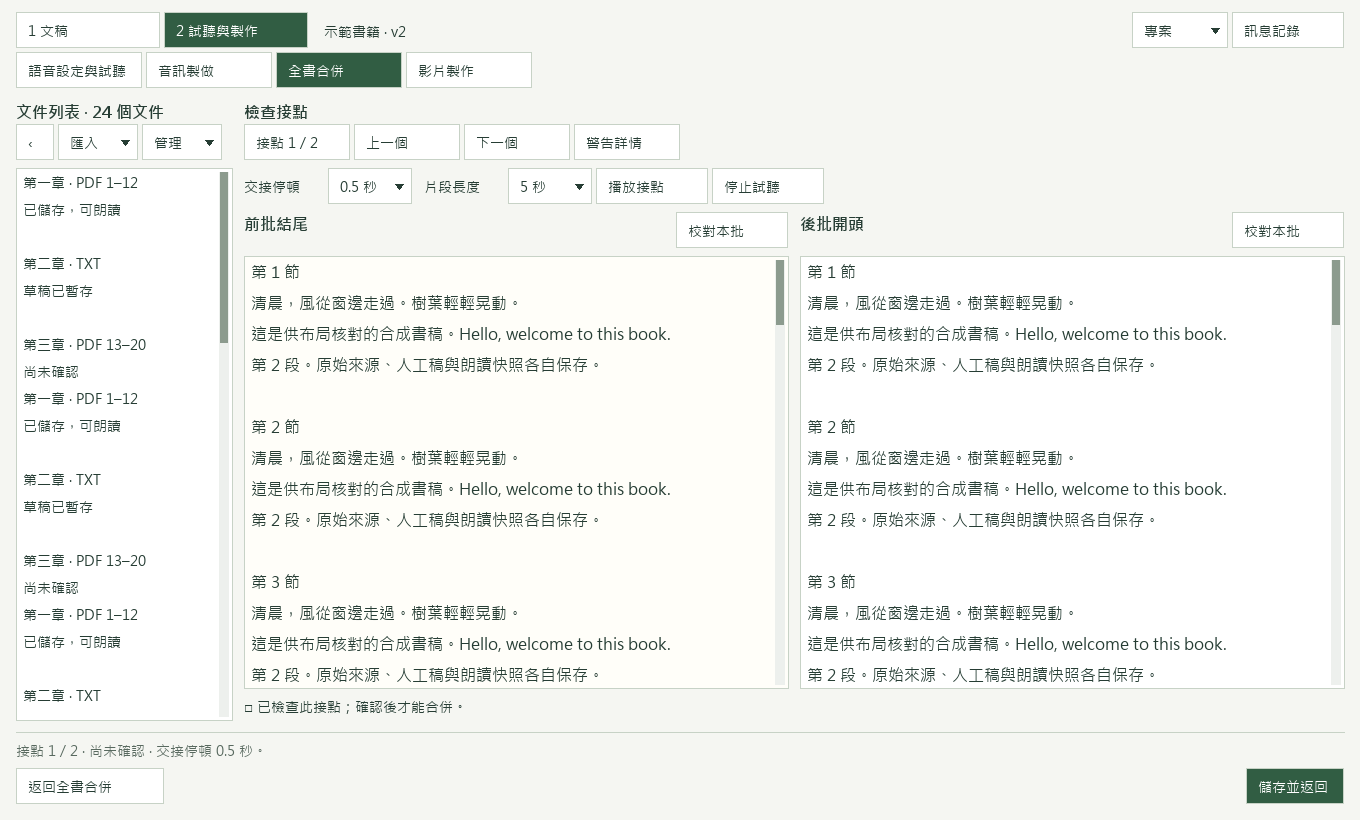 1 文稿
2 試聽與製作
示範書籍 · v2
專案
訊息記錄
語音設定與試聽
音訊製做
全書合併
影片製作
文件列表 · 24 個文件
‹
匯入
管理
第一章 · PDF 1–12
已儲存，可朗讀
第二章 · TXT
草稿已暫存
第三章 · PDF 13–20
尚未確認
第一章 · PDF 1–12
已儲存，可朗讀
第二章 · TXT
草稿已暫存
第三章 · PDF 13–20
尚未確認
第一章 · PDF 1–12
已儲存，可朗讀
第二章 · TXT
檢查接點
接點 1 / 2
上一個
下一個
警告詳情
交接停頓
0.5 秒
片段長度
5 秒
播放接點
停止試聽
前批結尾
校對本批
第 1 節
清晨，風從窗邊走過。樹葉輕輕晃動。
這是供布局核對的合成書稿。Hello, welcome to this book.
第 2 段。原始來源、人工稿與朗讀快照各自保存。
第 2 節
清晨，風從窗邊走過。樹葉輕輕晃動。
這是供布局核對的合成書稿。Hello, welcome to this book.
第 2 段。原始來源、人工稿與朗讀快照各自保存。
第 3 節
清晨，風從窗邊走過。樹葉輕輕晃動。
這是供布局核對的合成書稿。Hello, welcome to this book.
第 2 段。原始來源、人工稿與朗讀快照各自保存。
後批開頭
校對本批
第 1 節
清晨，風從窗邊走過。樹葉輕輕晃動。
這是供布局核對的合成書稿。Hello, welcome to this book.
第 2 段。原始來源、人工稿與朗讀快照各自保存。
第 2 節
清晨，風從窗邊走過。樹葉輕輕晃動。
這是供布局核對的合成書稿。Hello, welcome to this book.
第 2 段。原始來源、人工稿與朗讀快照各自保存。
第 3 節
清晨，風從窗邊走過。樹葉輕輕晃動。
這是供布局核對的合成書稿。Hello, welcome to this book.
第 2 段。原始來源、人工稿與朗讀快照各自保存。
□ 已檢查此接點；確認後才能合併。
接點 1 / 2 · 尚未確認 · 交接停頓 0.5 秒。
返回全書合併
儲存並返回